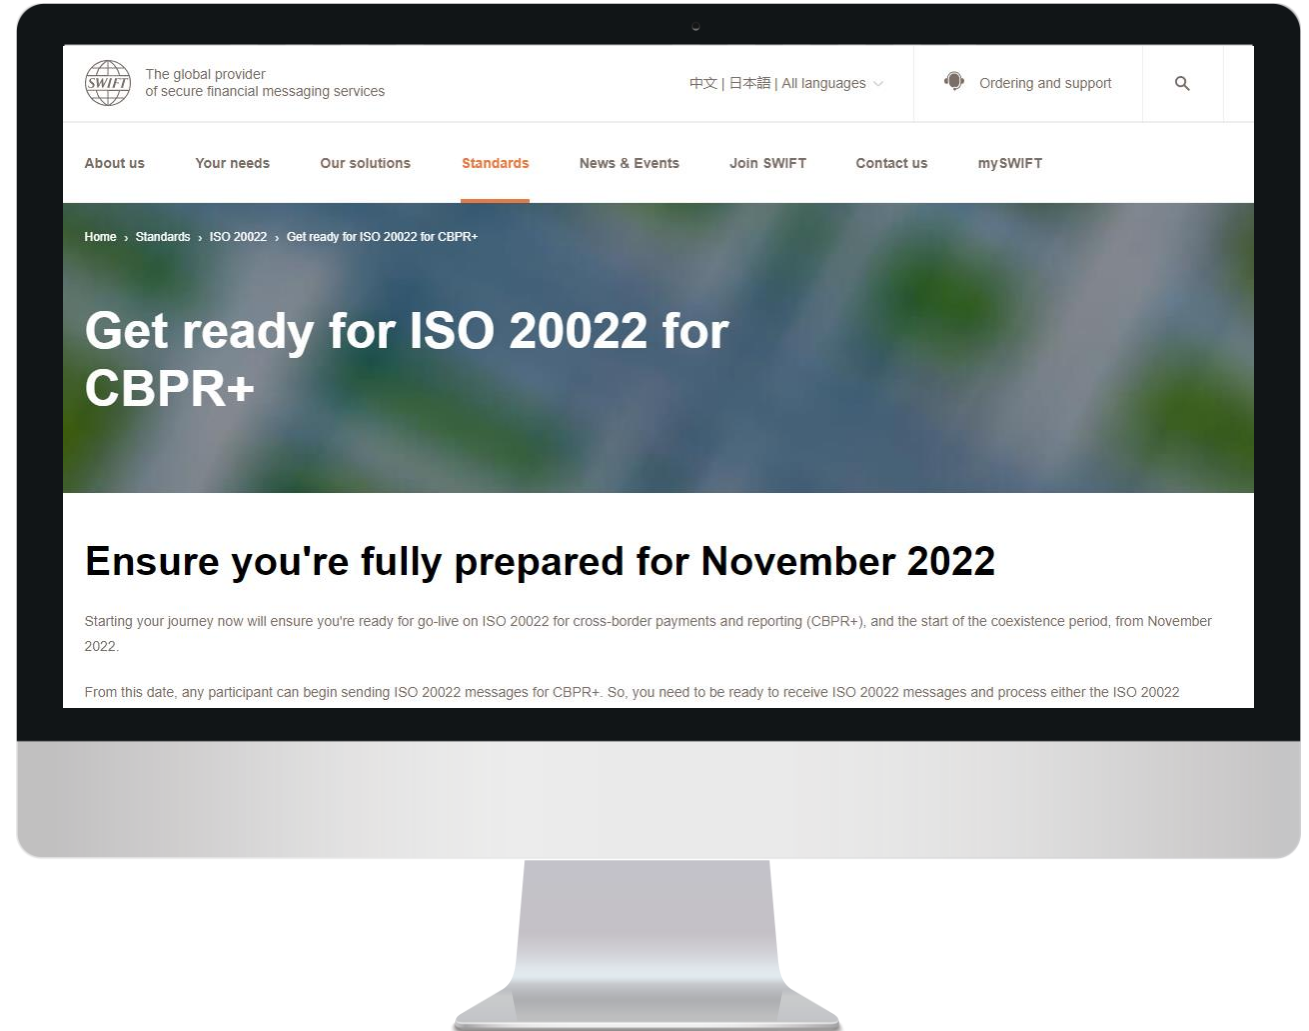 SWIFT
The global provider
of secure financial messaging services
中文 | 日本語 | All languages
Ordering and support
About us Your needs Our solutions Standards News & Events Join SWIFT Contact us mySWIFT
Home › Standards › ISO 20022 › Get ready for ISO 20022 for CBPR+
Get ready for ISO 20022 for
CBPR+
Ensure you're fully prepared for November 2022
Starting your journey now will ensure you're ready for go-live on ISO 20022 for cross-border payments and reporting (CBPR+), and the start of the coexistence period, from November
2022.
From this date, any participant can begin sending ISO 20022 messages for CBPR+. So, you need to be ready to receive ISO 20022 messages and process either the ISO 20022